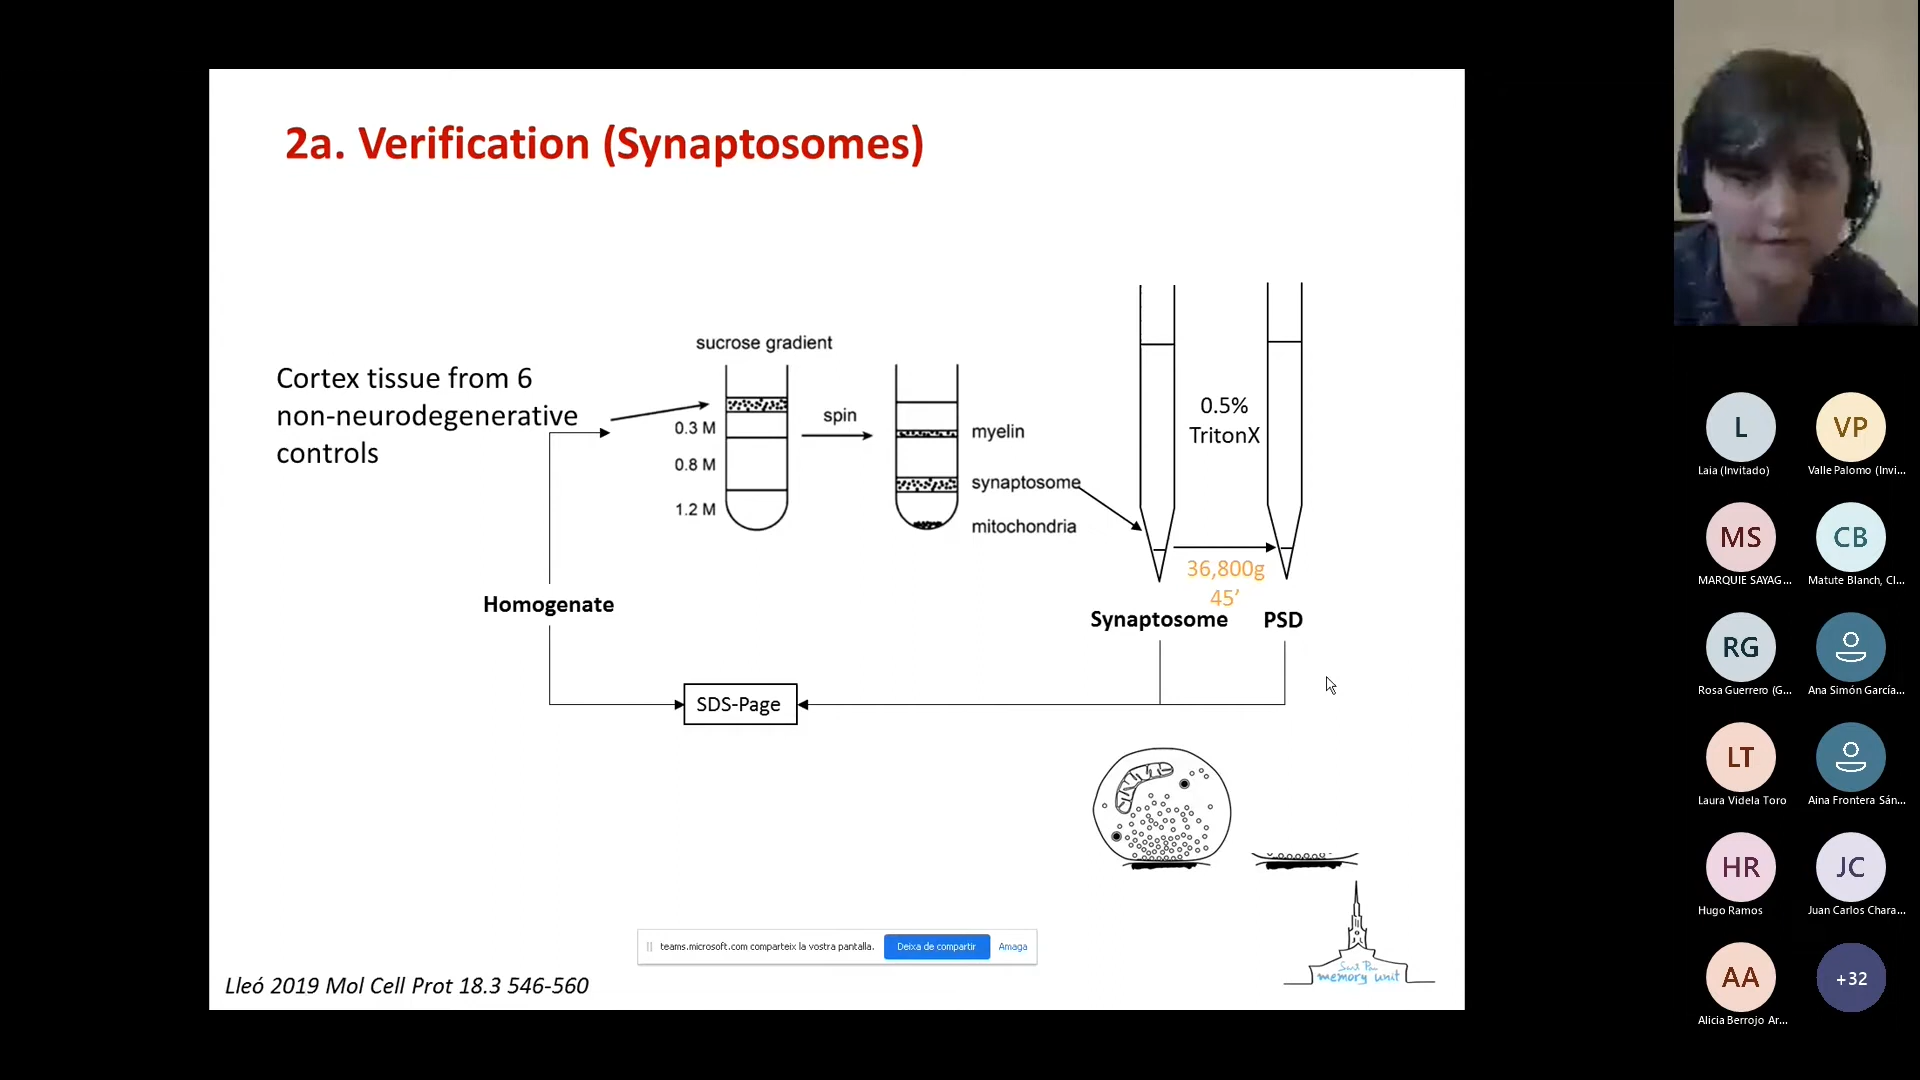 2a. Verification (Synaptosomes)
Cortex tissue from 6
non-neurodegenerative
controls
sucrose gradient
0.3 M
0.8 M
1.2 M
spin
myelin
synaptosome
mitochondria
0.5%
TritonX
36,800g
45’
Homogenate
Synaptosome
PSD
SDS-Page
teams.microsoft.com comparteix la vostra pantalla.
Deixa de compartir
Amaga
Lleó 2019 Mol Cell Prot 18.3 546-560
Sant Pau
memory unit
L
Laia (Invitado)
VP
Valle Palomo (Invi...
MS
MARQUIE SAYAG...
CB
Matute Blanch, Cl...
RG
Rosa Guerrero (G...
Ana Simón García...
LT
Laura Videla Toro
Aina Frontera Sán...
HR
Hugo Ramos
JC
Juan Carlos Chara...
AA
Alicia Berrojo Ar...
+32